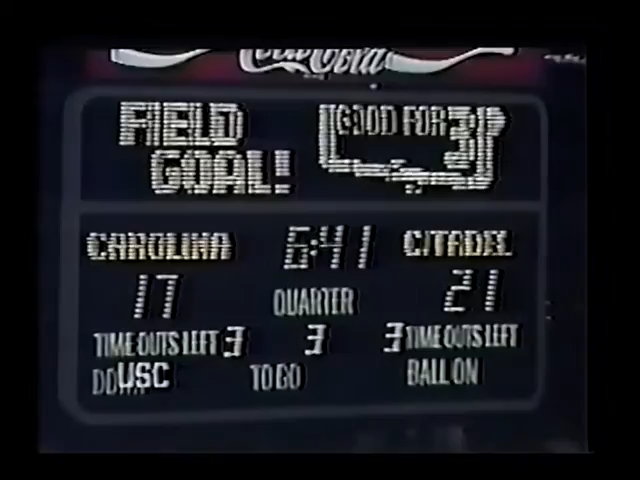 Coca-Cola
FIELD GOAL!
GOOD FOR 3
CAROLINA 6:41 CITADEL
17 QUARTER 21
TIME OUTS LEFT 3 3 3 TIME OUTS LEFT
USC TO GO BALL ON